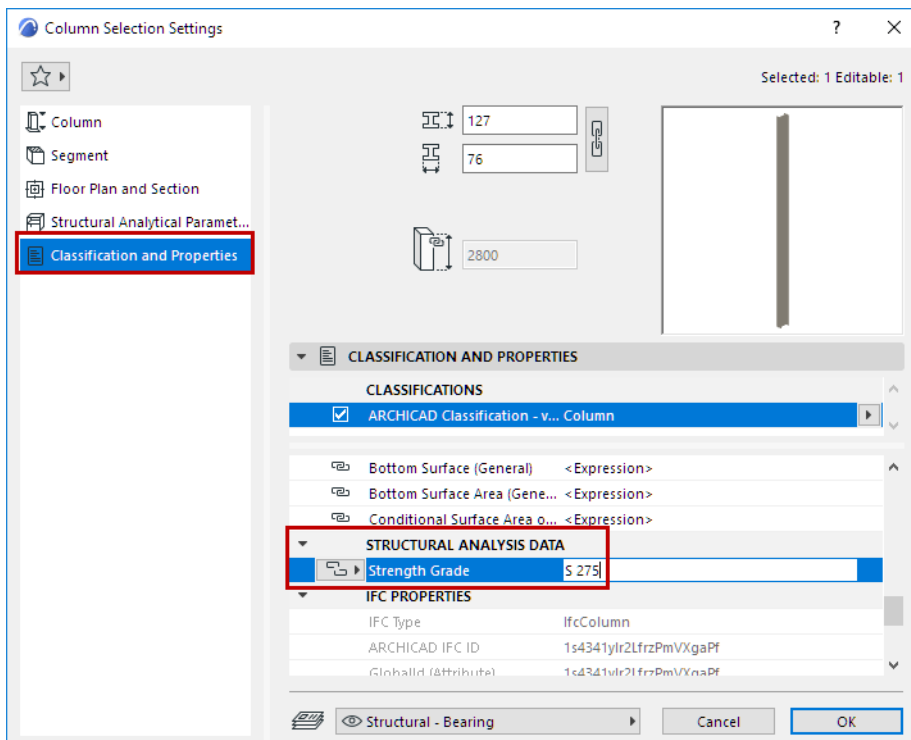 Column Selection Settings
?
Selected: 1 Editable: 1
Column
Segment
Floor Plan and Section
Structural Analytical Paramet...
Classification and Properties
127
76
2800
CLASSIFICATION AND PROPERTIES
CLASSIFICATIONS
ARCHICAD Classification - v... Column
Bottom Surface (General) <Expression>
Bottom Surface Area (Gene... <Expression>
Conditional Surface Area o... <Expression>
STRUCTURAL ANALYSIS DATA
Strength Grade S 275
IFC PROPERTIES
IFC Type IfcColumn
ARCHICAD IFC ID 1s4341ylr2LfrzPmVXgaPf
GlobalId (Attribute) 1s4341ylr2LfrzPmVXgaPf
Structural - Bearing
Cancel
OK